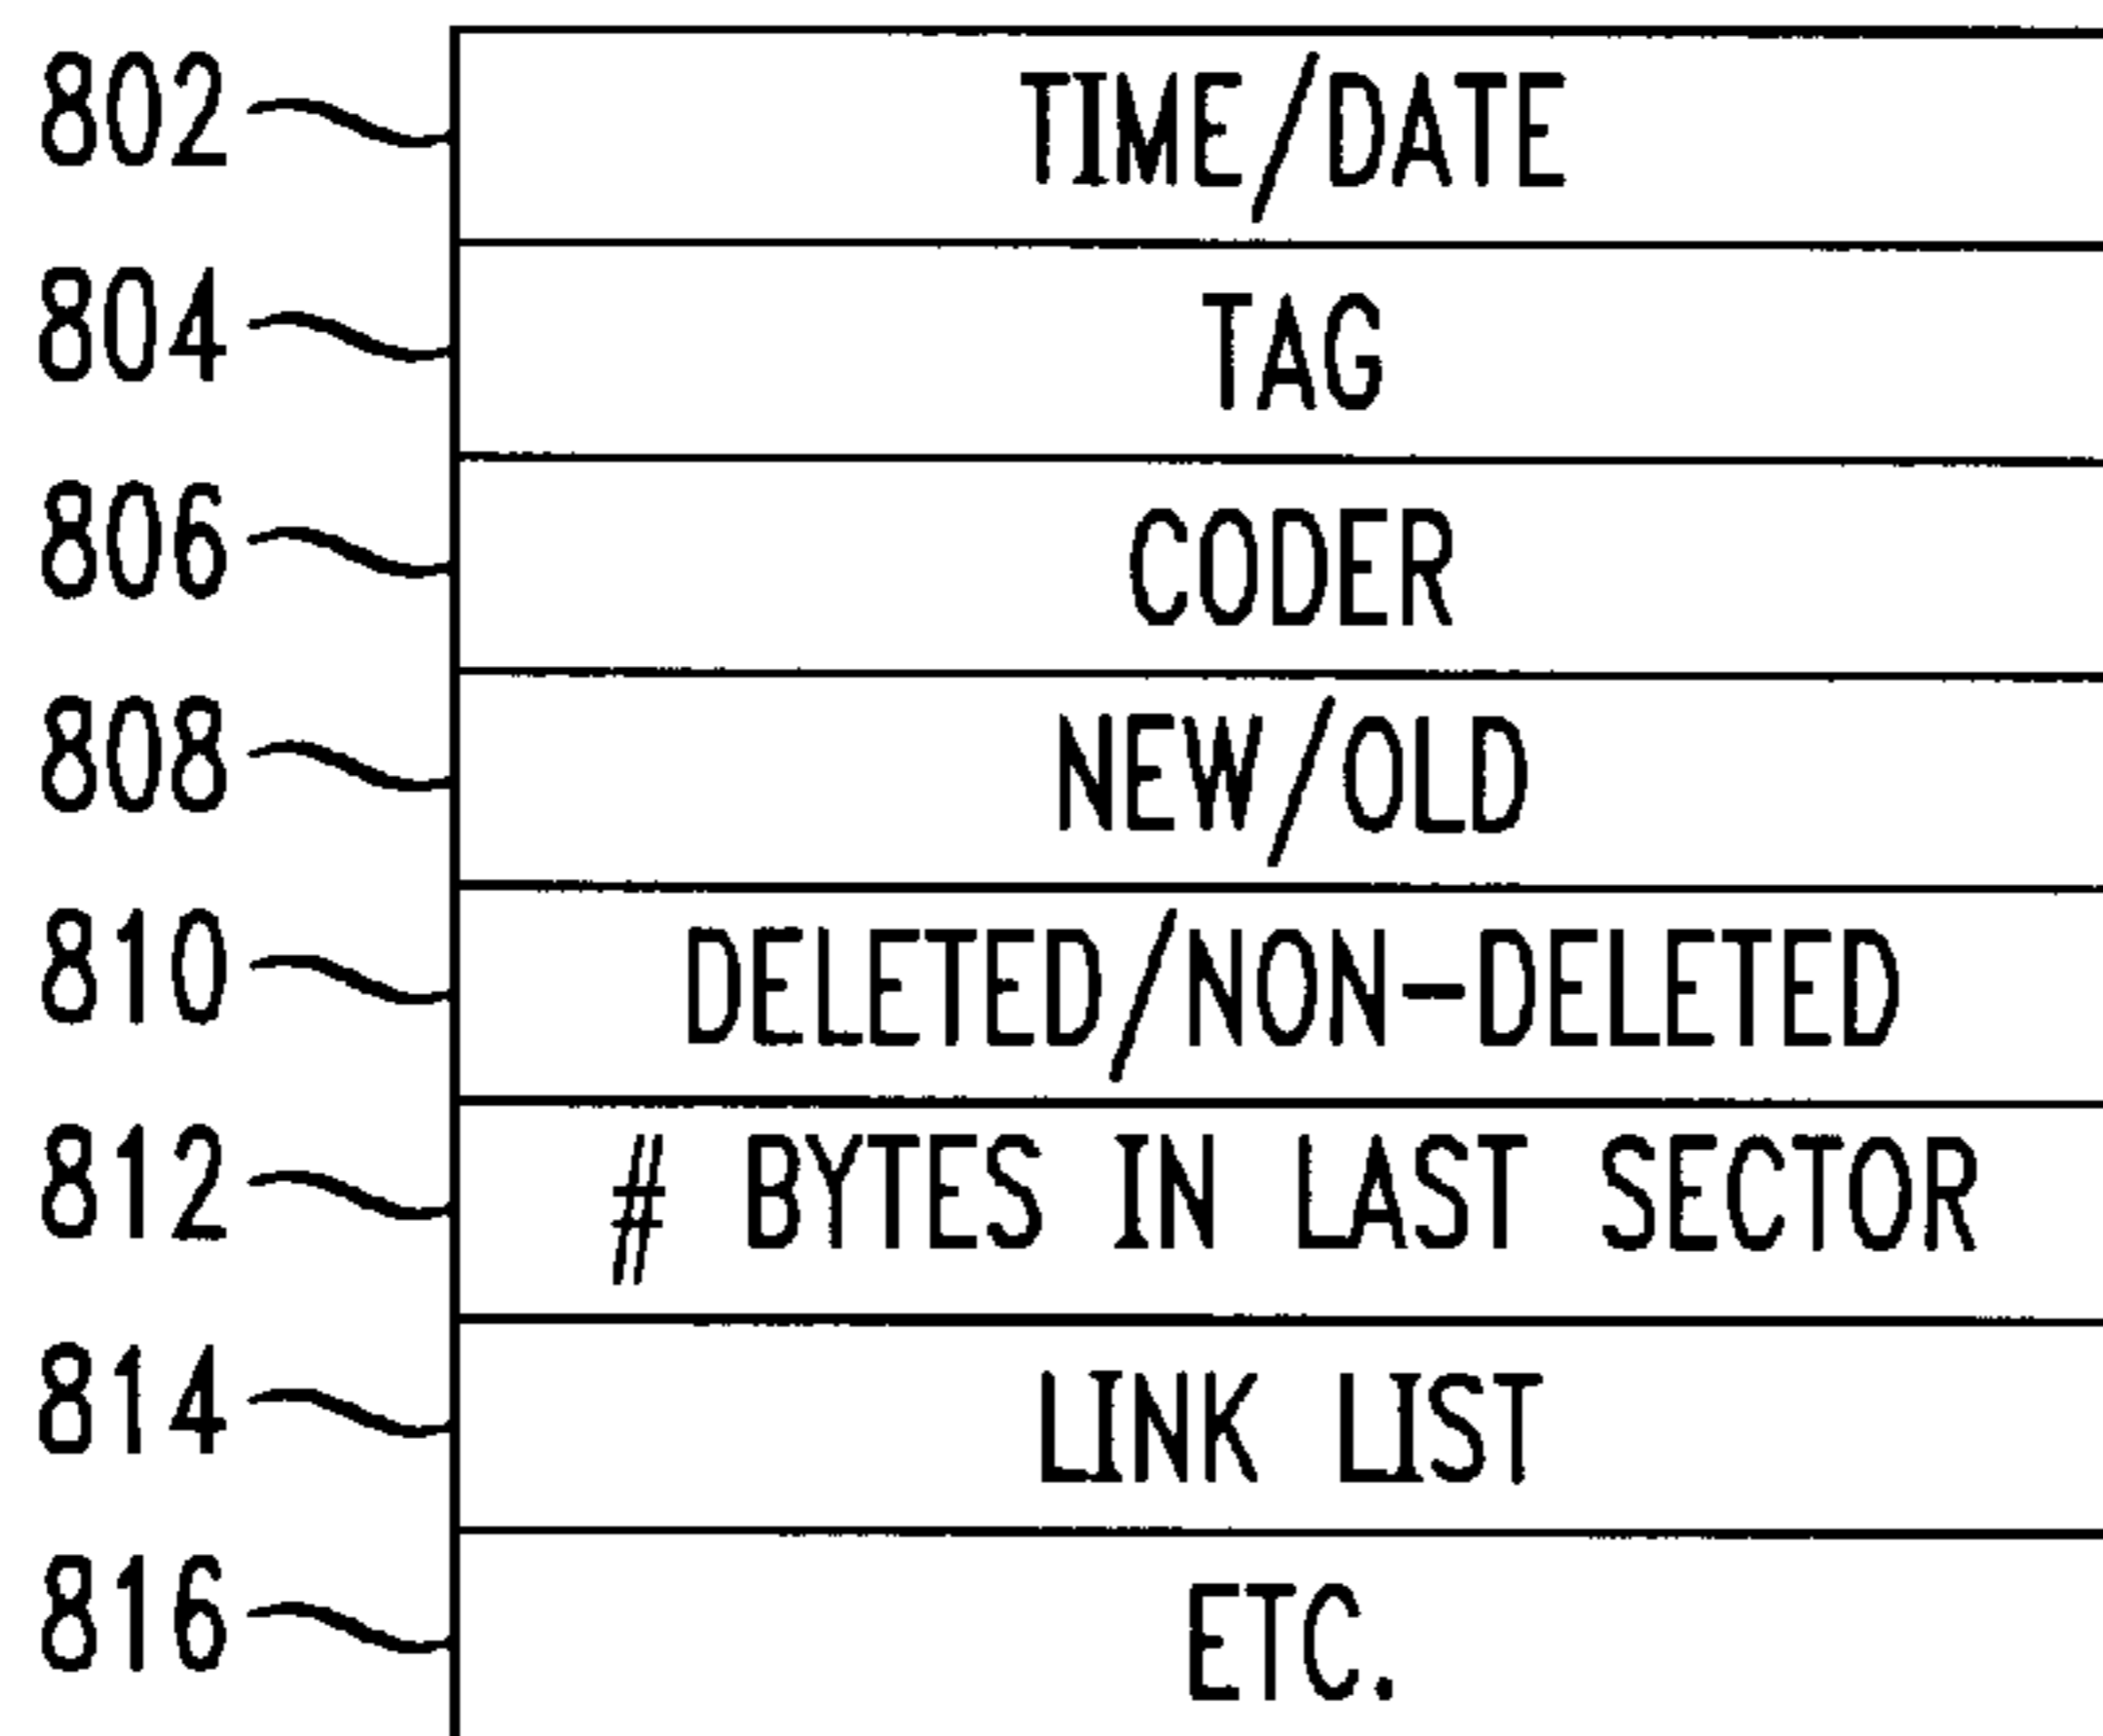 802 TIME/DATE
804 TAG
806 CODER
808 NEW/OLD
810 DELETED/NON-DELETED
812 # BYTES IN LAST SECTOR
814 LINK LIST
816 ETC.